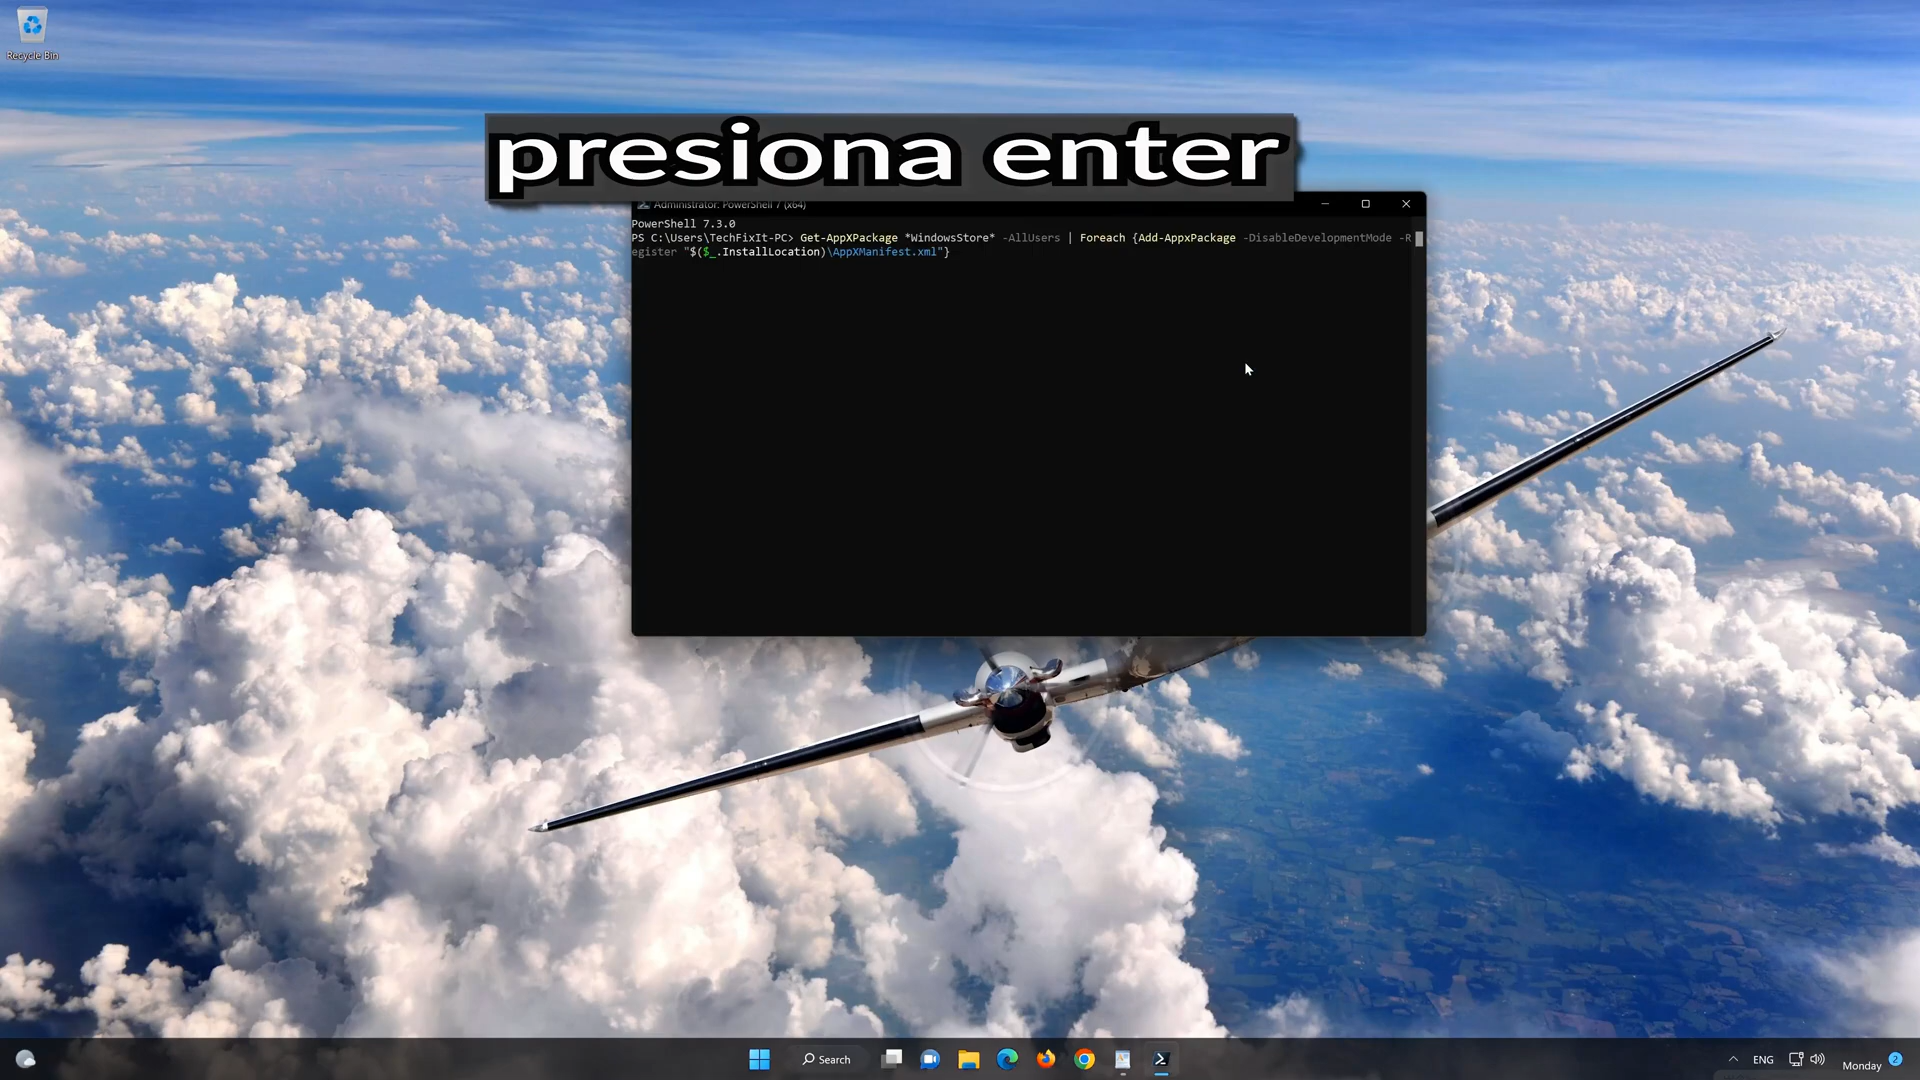 Recycle Bin
presiona enter
Administrator: PowerShell 7 (x64)
PowerShell 7.3.0
PS C:\Users\TechFixIt-PC> Get-AppXPackage *WindowsStore* -AllUsers | Foreach {Add-AppxPackage -DisableDevelopmentMode -R
egister "$($_.InstallLocation)\AppXManifest.xml"}
Search
ENG
Monday
2